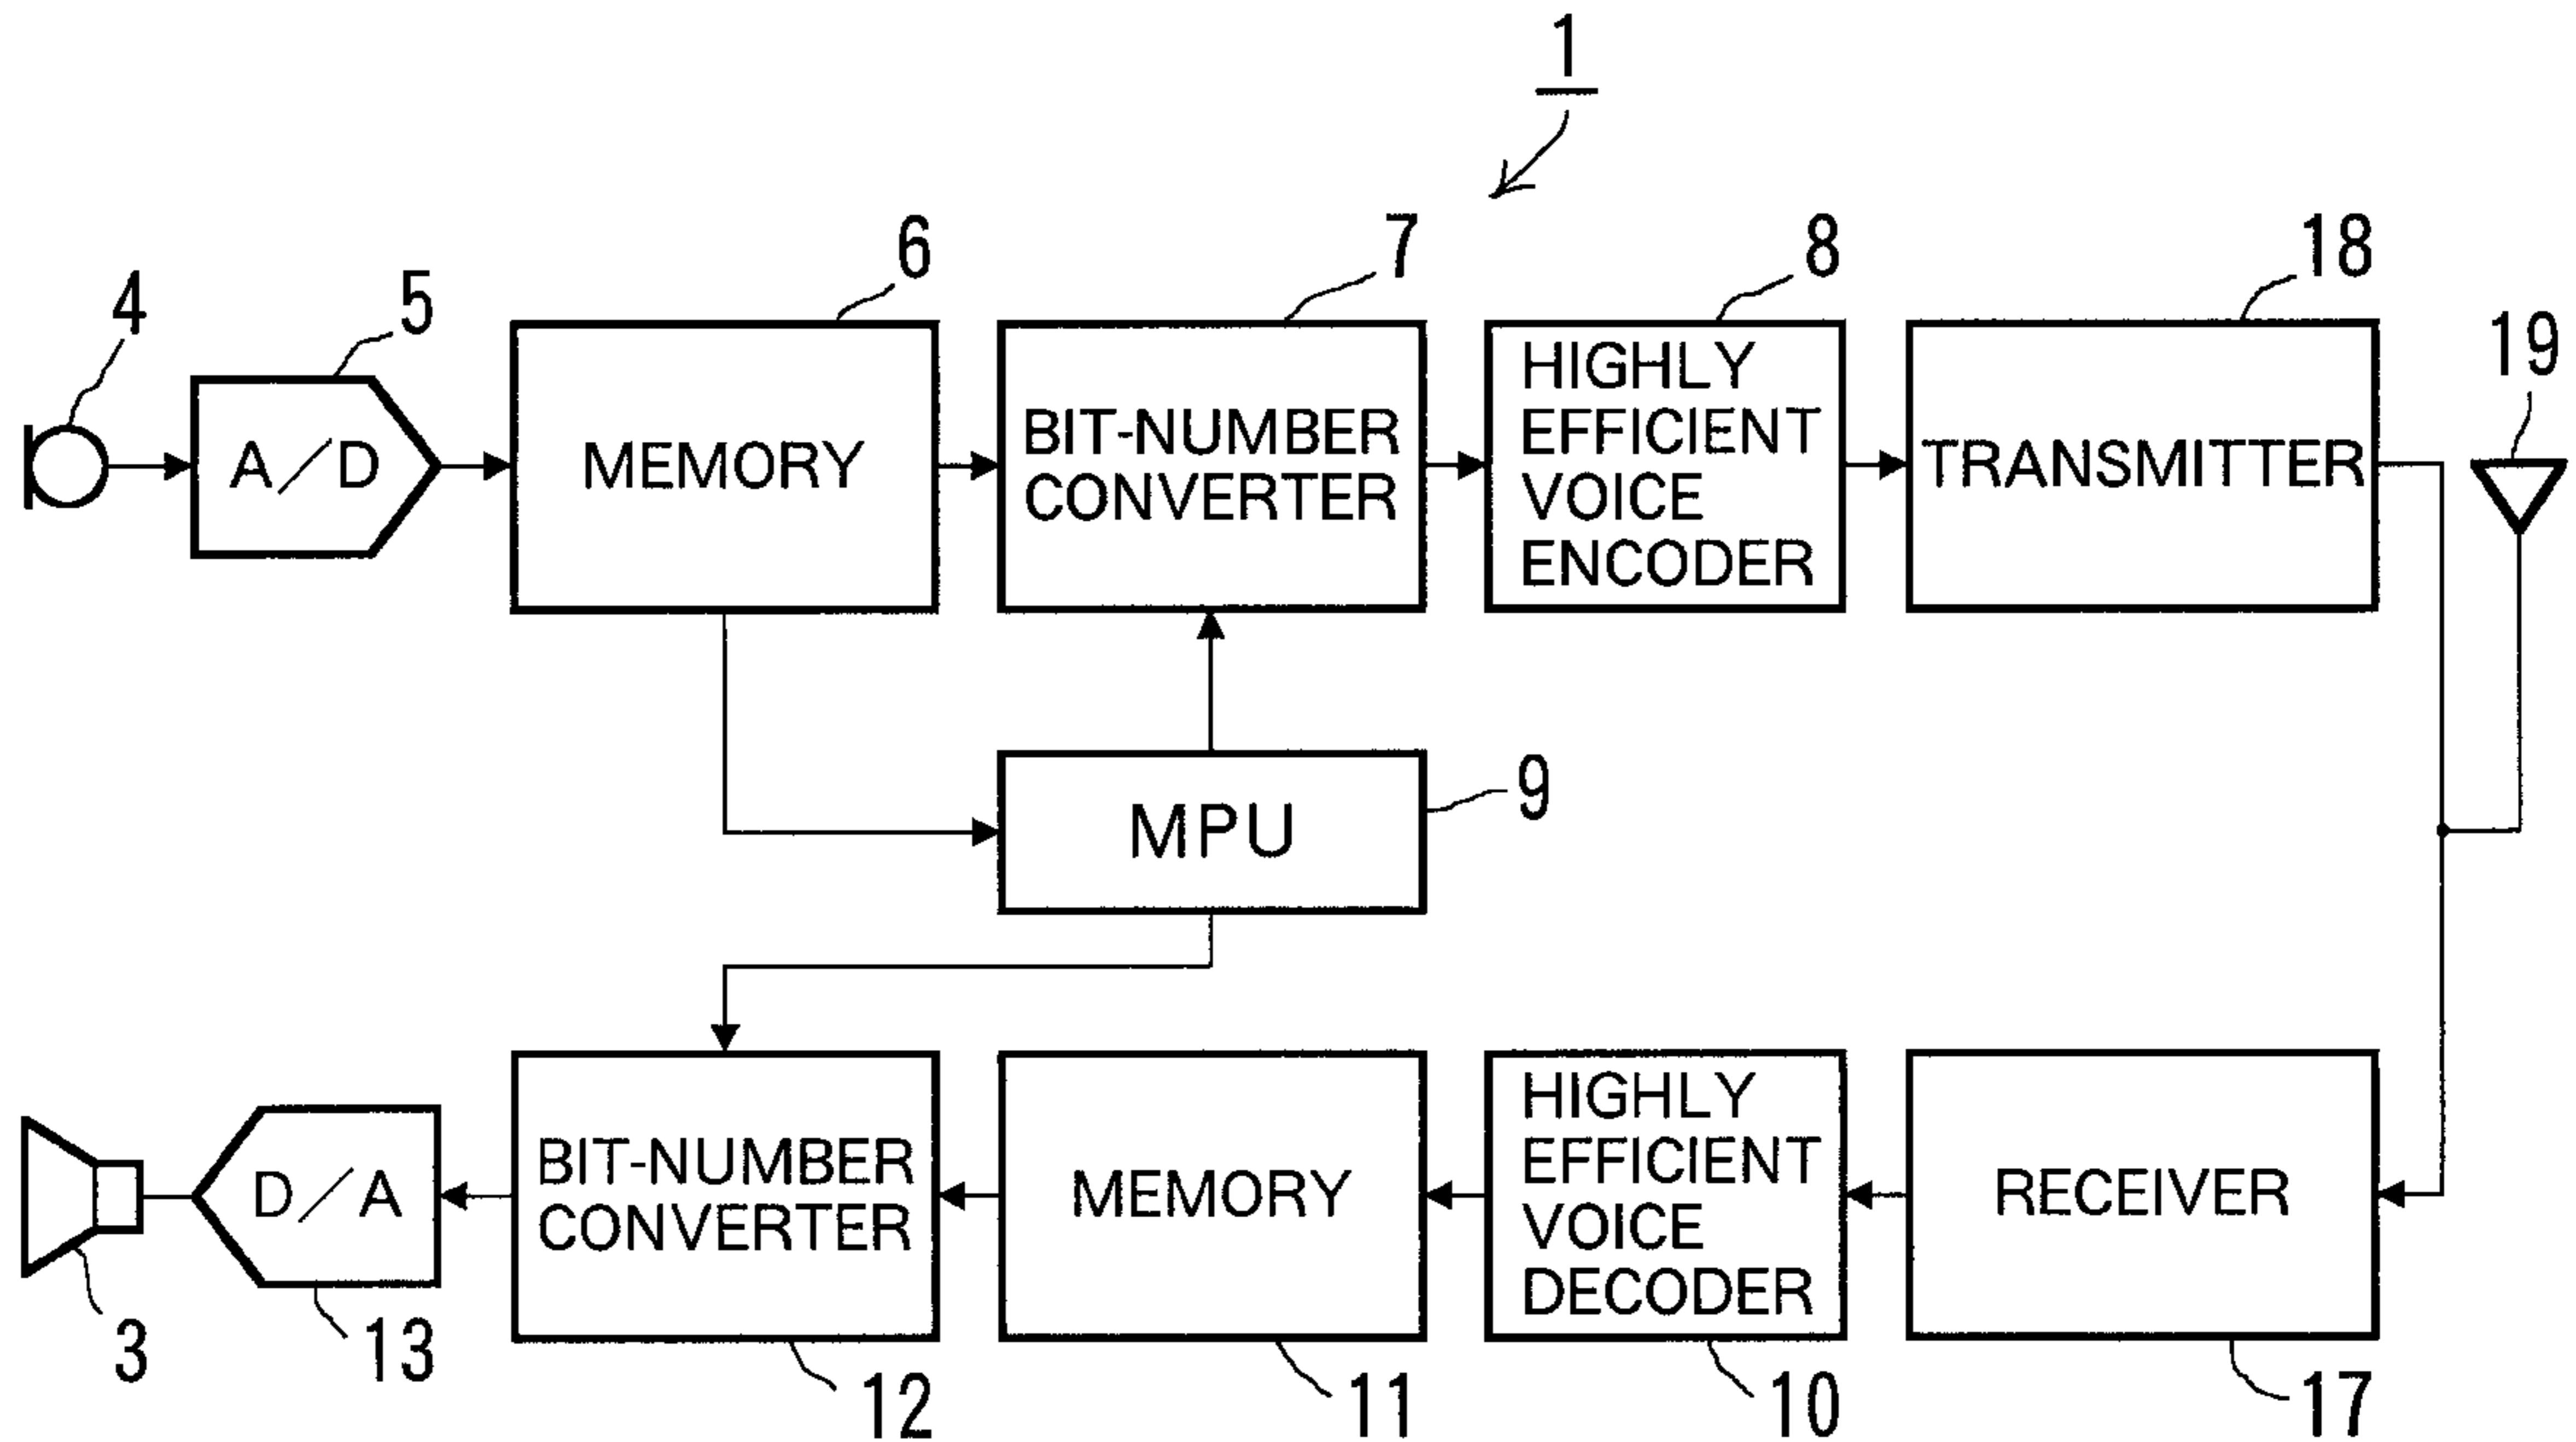 1
4
5
6
7
8
18
19
A/D
MEMORY
BIT-NUMBER
CONVERTER
HIGHLY
EFFICIENT
VOICE
ENCODER
TRANSMITTER
MPU
9
D/A
BIT-NUMBER
CONVERTER
MEMORY
HIGHLY
EFFICIENT
VOICE
DECODER
RECEIVER
3
13
12
11
10
17